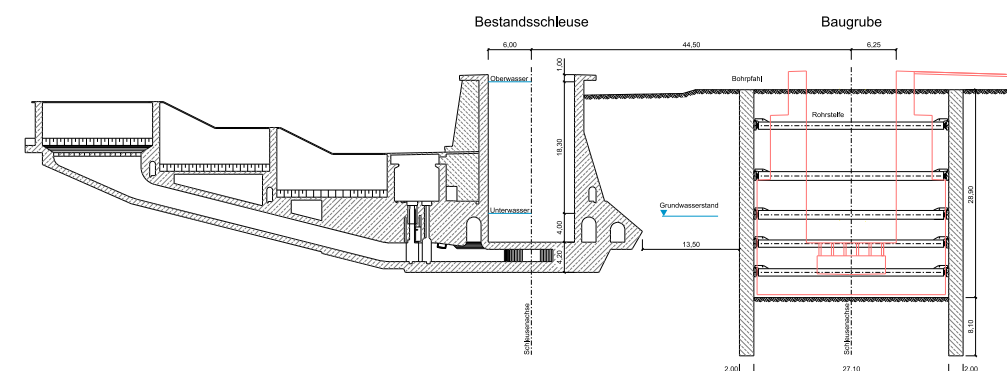 Bestandsschleuse
Baugrube
6,00
44,50
6,25
1,00
Oberwasser
Bohrpfahl
Rohrsteife
18,30
28,90
Grundwasserstand
Unterwasser
4,00
13,50
4,20
Schleusenachse
Schleusenachse
8,10
2,00
27,10
2,00